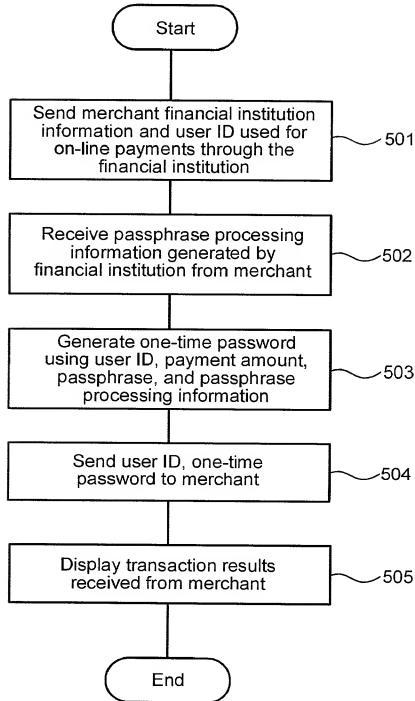 Start
Send merchant financial institution
information and user ID used for
on-line payments through the
financial institution
501
Receive passphrase processing
information generated by
financial institution from merchant
502
Generate one-time password
using user ID, payment amount,
passphrase, and passphrase
processing information
503
Send user ID, one-time
password to merchant
504
Display transaction results
received from merchant
505
End